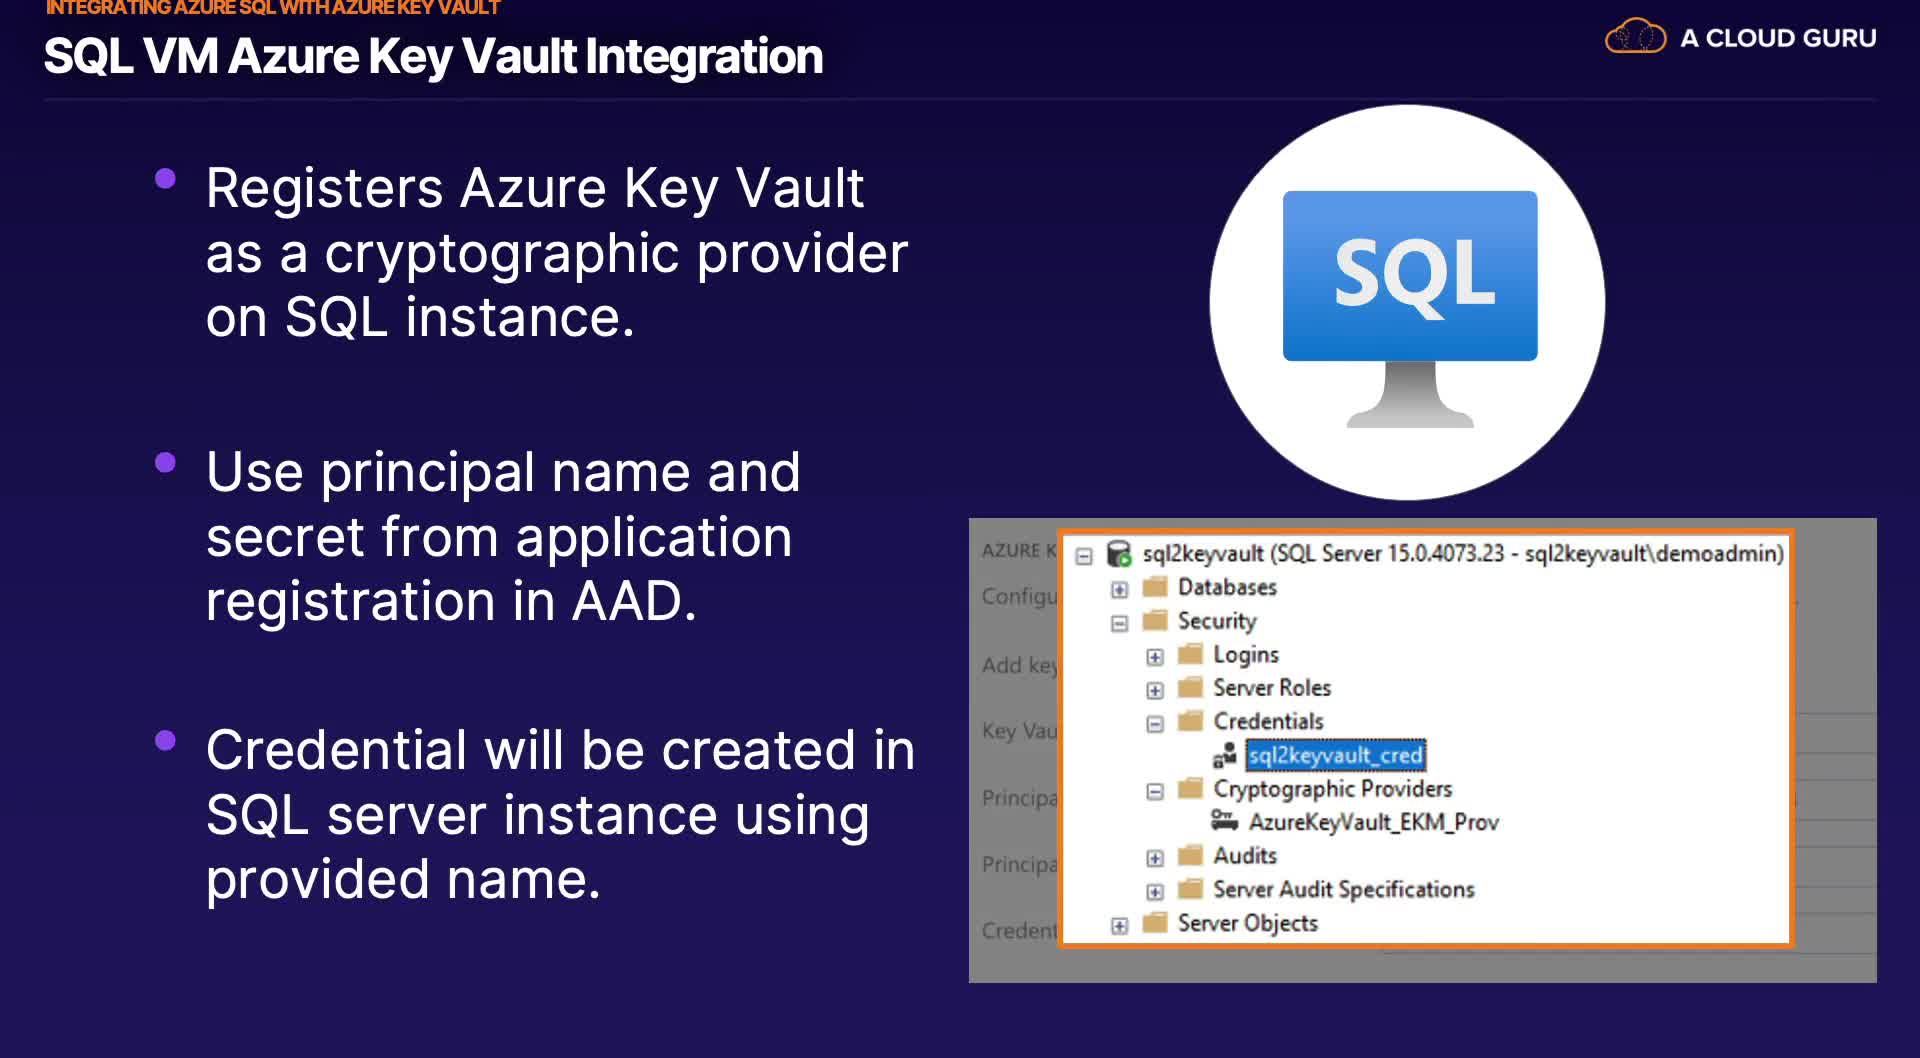 INTEGRATING AZURE SQL WITH AZURE KEY VAULT
SQL VM Azure Key Vault Integration
A CLOUD GURU
Registers Azure Key Vault
as a cryptographic provider
on SQL instance.
Use principal name and
secret from application
registration in AAD.
Credential will be created in
SQL server instance using
provided name.
SQL
AZURE K
Configu
Add key
Key Vau
Principa
Principa
Credent
sql2keyvault (SQL Server 15.0.4073.23 - sql2keyvault\demoadmin)
Databases
Security
Logins
Server Roles
Credentials
sql2keyvault_cred
Cryptographic Providers
AzureKeyVault_EKM_Prov
Audits
Server Audit Specifications
Server Objects